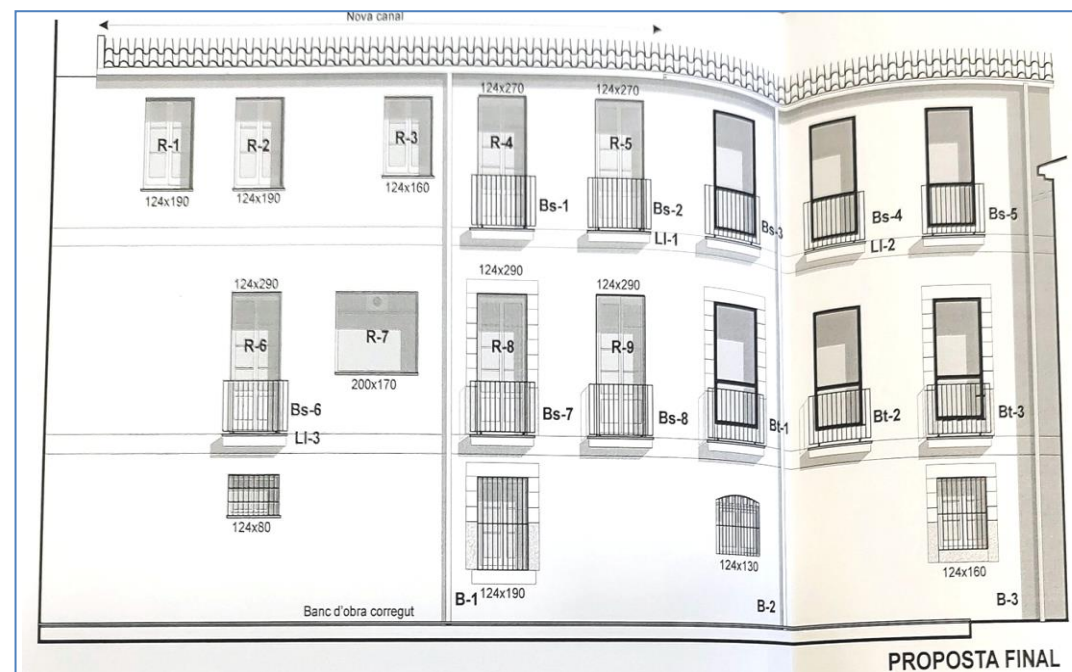 Nova canal
124x270
124x270
R-1
R-2
R-3
R-4
R-5
124x190
124x190
124x160
Bs-1
Bs-2
Bs-3
Bs-4
Bs-5
LI-1
LI-2
124x290
124x290
124x290
R-6
R-7
R-8
R-9
200x170
Bs-6
Bs-7
Bs-8
Bt-1
Bt-2
Bt-3
LI-3
124x80
124x130
124x160
B-1
124x190
B-2
B-3
Banc d'obra corregut
PROPOSTA FINAL